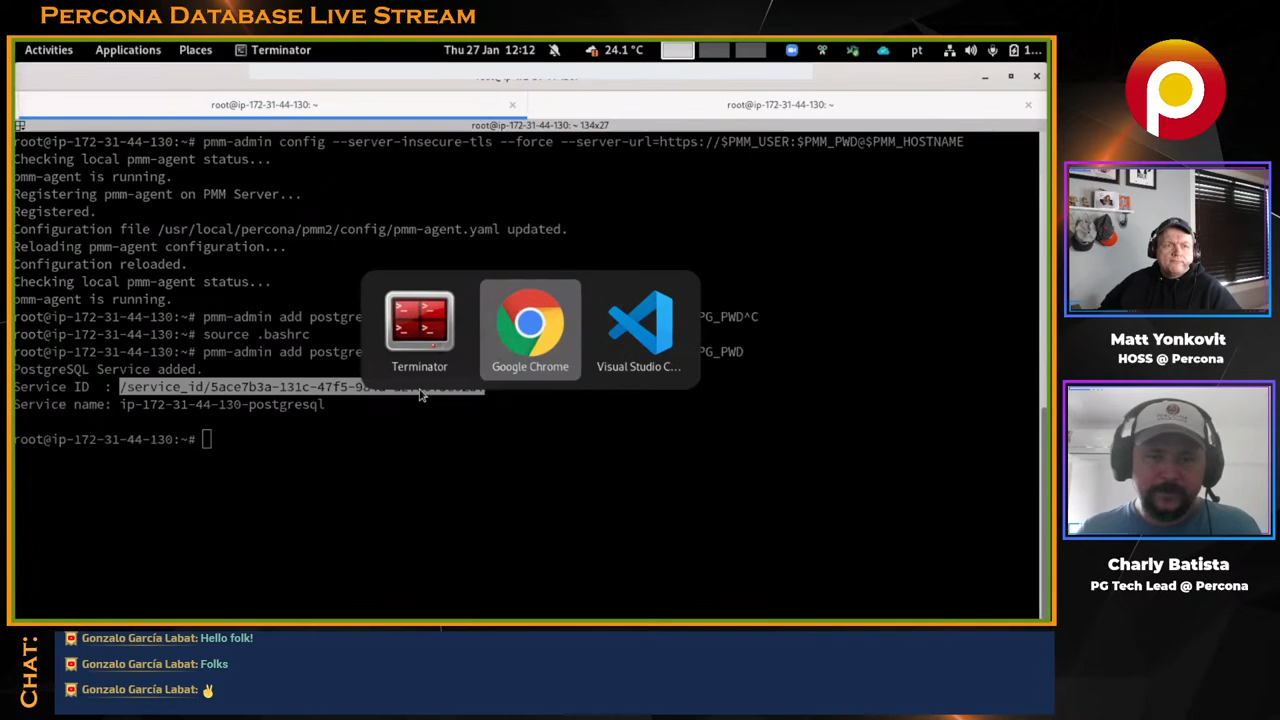 PERCONA DATABASE LIVE STREAM
Activities Applications Places Terminator Thu 27 Jan 12:12 24.1 °C pt 1...
root@ip-172-31-44-130: ~
root@ip-172-31-44-130: ~
root@ip-172-31-44-130: ~ 134x27
root@ip-172-31-44-130:~# pmm-admin config --server-insecure-tls --force --server-url=https://$PMM_USER:$PMM_PWD@$PMM_HOSTNAME
Checking local pmm-agent status...
pmm-agent is running.
Registering pmm-agent on PMM Server...
Registered.
Configuration file /usr/local/percona/pmm2/config/pmm-agent.yaml updated.
Reloading pmm-agent configuration...
Configuration reloaded.
Checking local pmm-agent status...
pmm-agent is running.
root@ip-172-31-44-130:~# pmm-admin add postgre PG_PWD^C
root@ip-172-31-44-130:~# source .bashrc
root@ip-172-31-44-130:~# pmm-admin add postgre PG_PWD
PostgreSQL Service added.
Service ID : /service_id/5ace7b3a-131c-47f5-
Service name: ip-172-31-44-130-postgresql
root@ip-172-31-44-130:~#
Terminator
Google Chrome
Visual Studio C...
Matt Yonkovit
HOSS @ Percona
Charly Batista
PG Tech Lead @ Percona
CHAT:
Gonzalo García Labat: Hello folk!
Gonzalo García Labat: Folks
Gonzalo García Labat: ✌